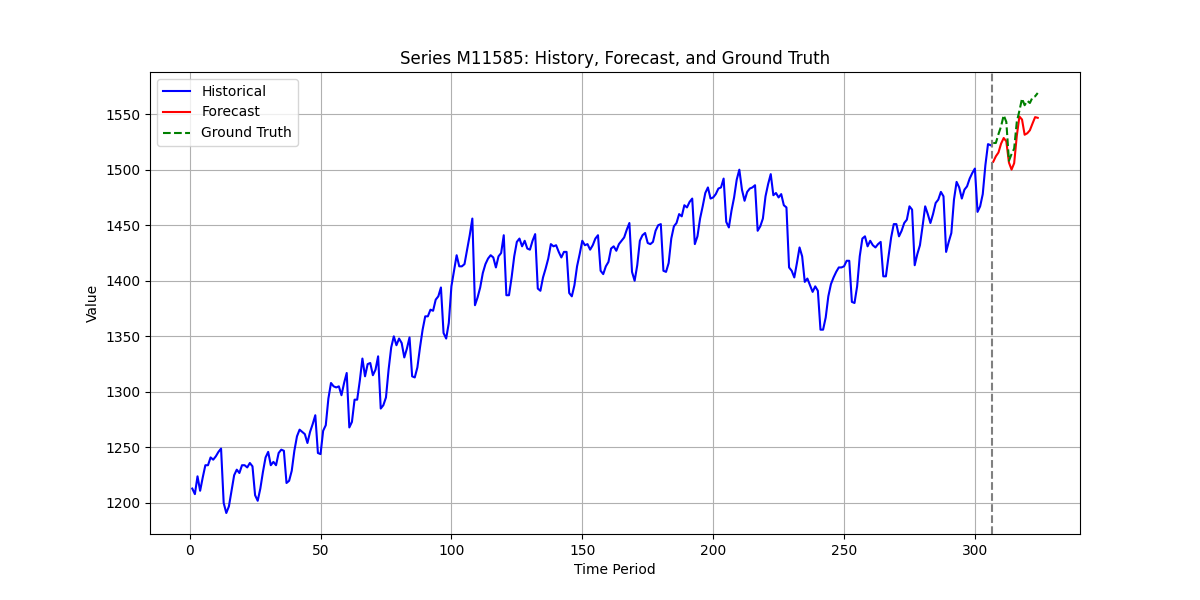 Series M11585: History, Forecast, and Ground Truth
Historical
Forecast
Ground Truth
Value
1550
1500
1450
1400
1350
1300
1250
1200
0 50 100 150 200 250 300
Time Period